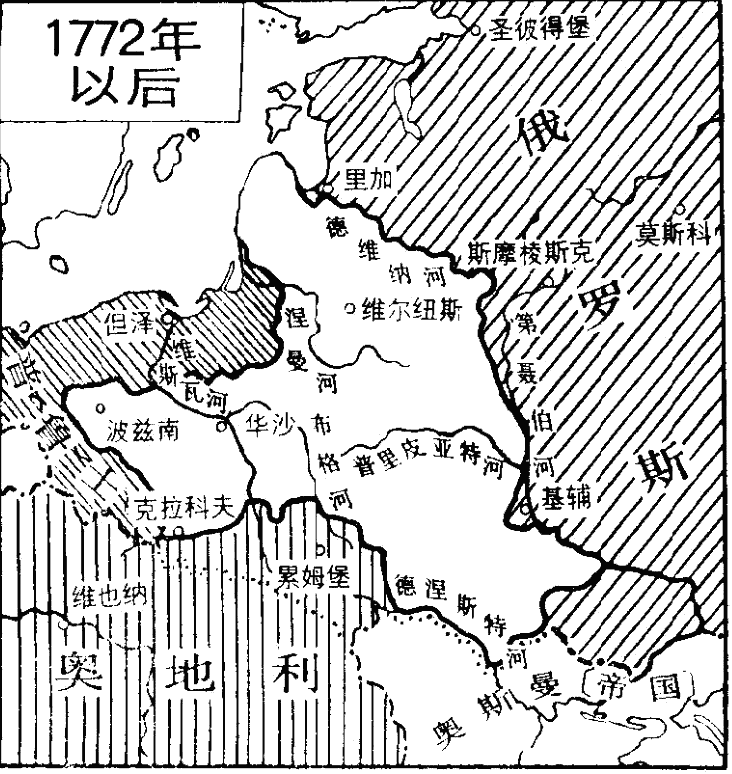 1772年
以后
圣彼得堡
俄
里加
莫斯科
德维纳河
斯摩棱斯克
罗
涅曼河
维尔纽斯
第聂伯河
但泽
维斯瓦河
普鲁士
波兹南
华沙
布格河
普里皮亚特河
斯
克拉科夫
基辅
累姆堡
维也纳
德涅斯特河
奥地利
奥斯曼帝国